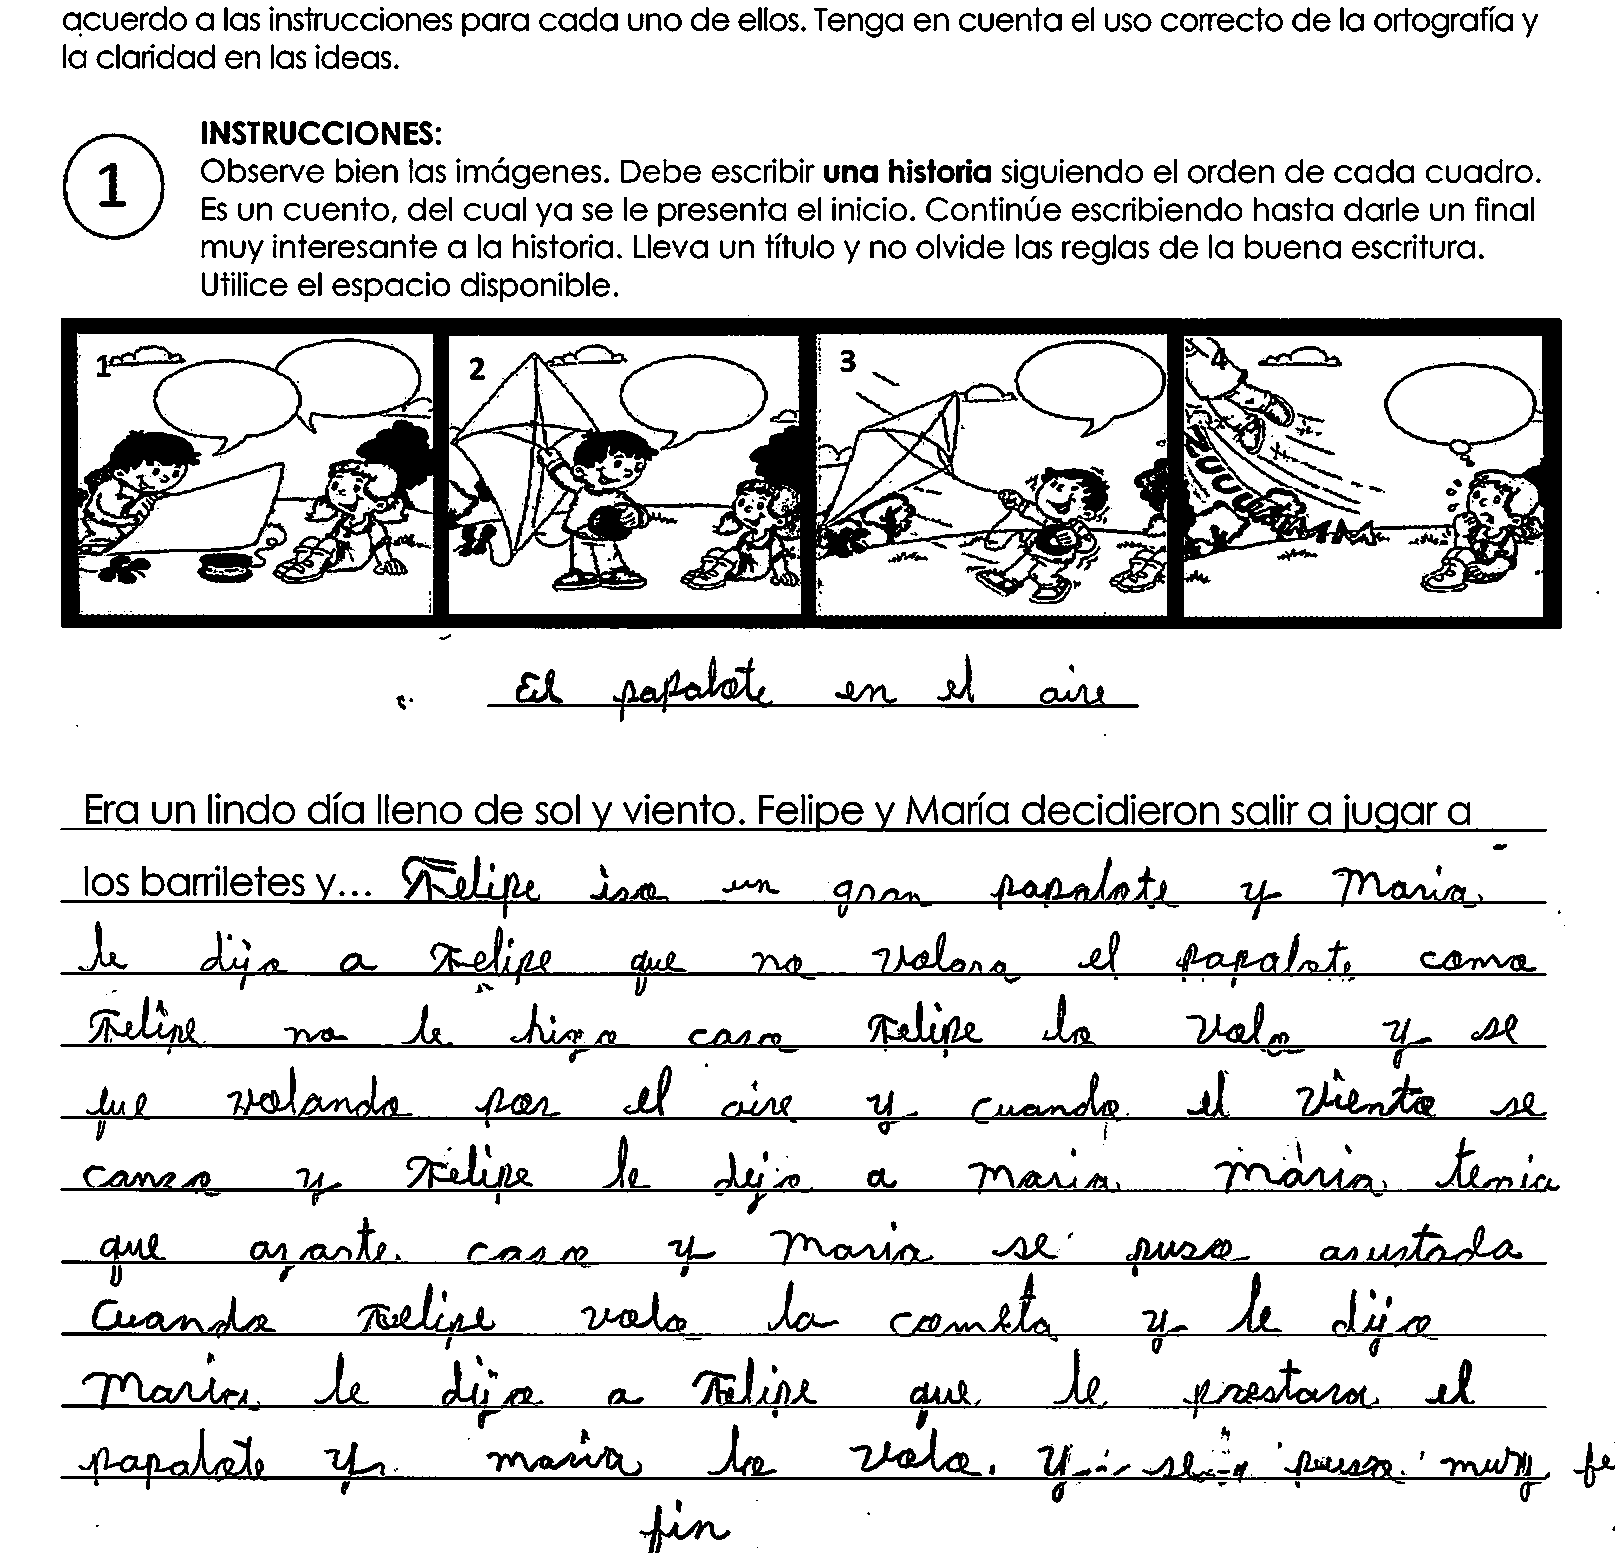 acuerdo a las instrucciones para cada uno de ellos. Tenga en cuenta el uso correcto de la ortografía y
la claridad en las ideas.
1
INSTRUCCIONES:
Observe bien las imágenes. Debe escribir una historia siguiendo el orden de cada cuadro.
Es un cuento, del cual ya se le presenta el inicio. Continúe escribiendo hasta darle un final
muy interesante a la historia. Lleva un título y no olvide las reglas de la buena escritura.
Utilice el espacio disponible.
1 2 3 4
El papalote en el aire
Era un lindo día lleno de sol y viento. Felipe y María decidieron salir a jugar a
los barriletes y... Felipe iso un gran papalote y Maria
le dijo a Felipe que no volara el papalote como
Felipe no le hizo caso Felipe lo volo y se
fue volando por el aire y cuando el viento se
canso y Felipe le dijo a Maria Maria tenia
que caso y Maria se puso asustada
Cuando Felipe volo la cometa y le dijo
Maria le dijo a Felipe que le prestara el
papalote y maria lo volo. y se puso muy
fin